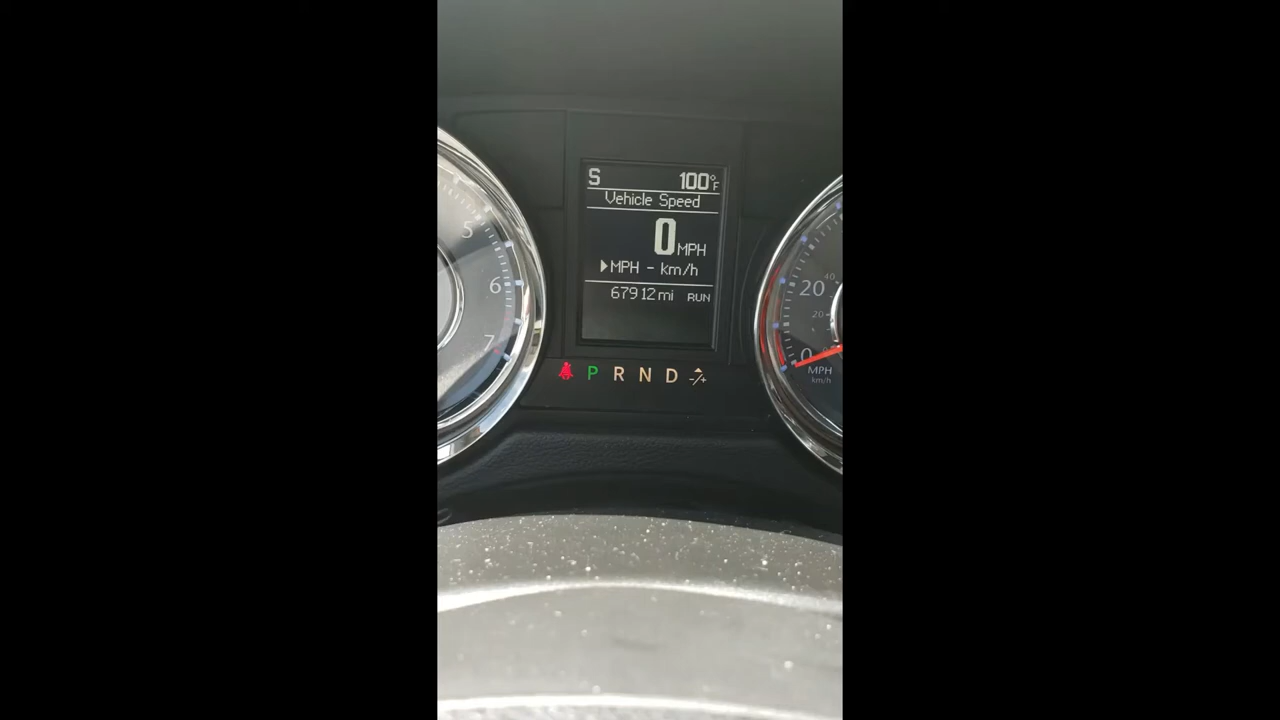 S 100°F
Vehicle Speed
0 MPH
▶MPH - km/h
67912 mi RUN
P R N D -/+
5
6
7
40
20
20
0
MPH
km/h